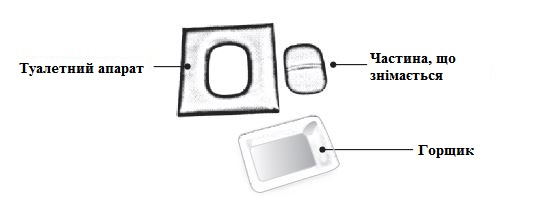 Туалетний апарат
Частина, що
знімається
Горщик